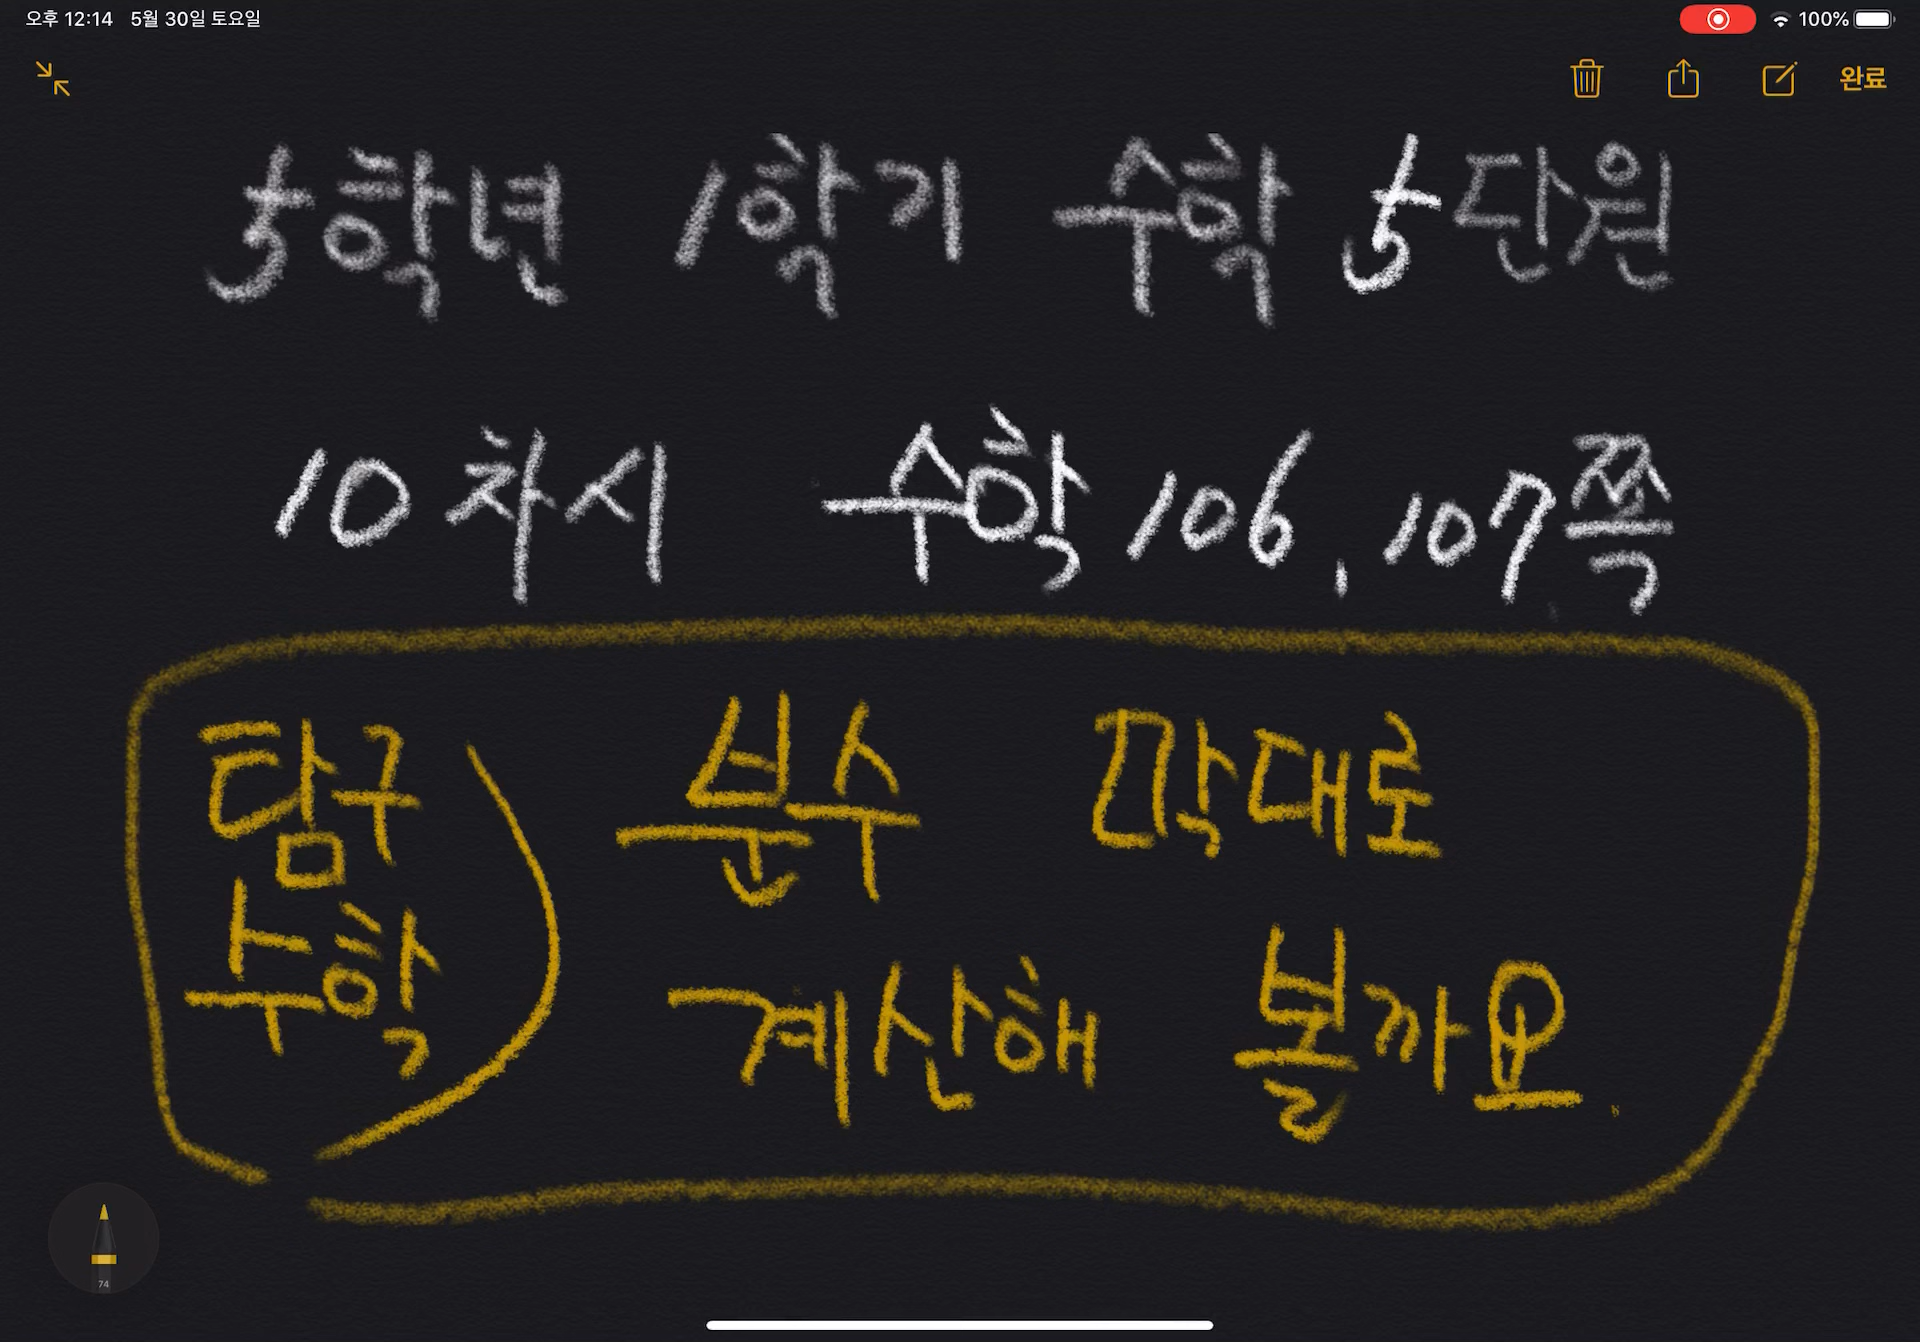 오후 12:14 5월 30일 토요일 100%
완료
5학년 1학기 수학 5단원
10차시 수학 106, 107쪽
탐구 분수 막대로
수학 계산해 볼까요.
74